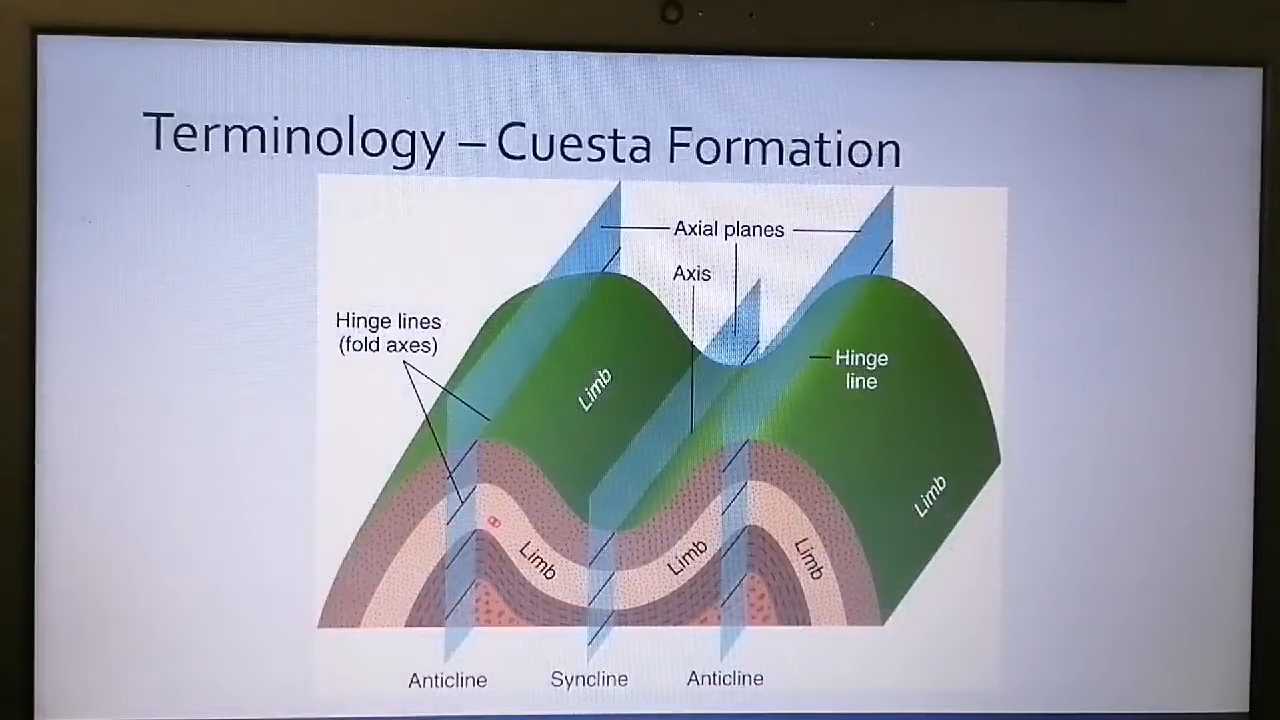 Terminology – Cuesta Formation
Axial planes
Axis
Hinge lines
(fold axes)
Hinge
line
Limb
Limb
Limb
Limb
Limb
Anticline
Syncline
Anticline